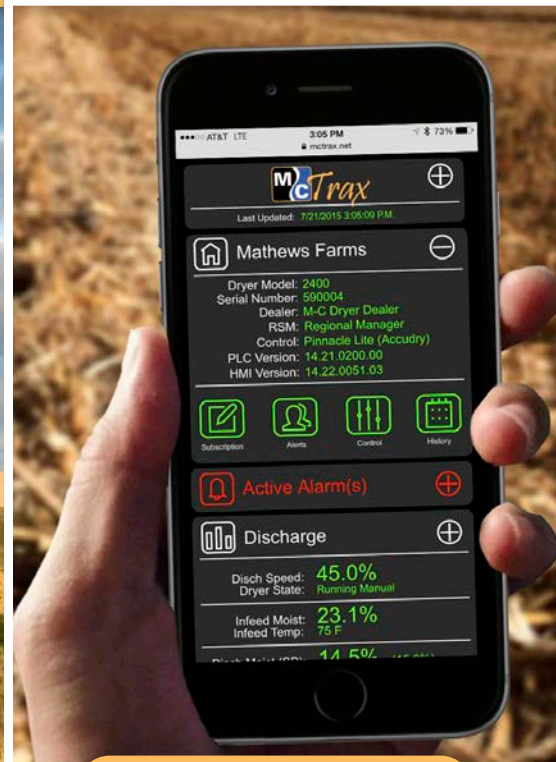 AT&T LTE 3:05 PM 73%
mctrax.net
MC Trax
Last Updated: 7/21/2015 3:05:09 P.M.
Mathews Farms
Dryer Model: 2400
Serial Number: 590004
Dealer: M-C Dryer Dealer
RSM: Regional Manager
Control: Pinnacle Lite (Accudry)
PLC Version: 14.21.0200.00
HMI Version: 14.22.0051.03
Subscription Alerts Control History
Active Alarm(s)
Discharge
Disch Speed: 45.0%
Dryer State: Running Manual
Infeed Moist: 23.1%
Infeed Temp: 75 F
14.5%